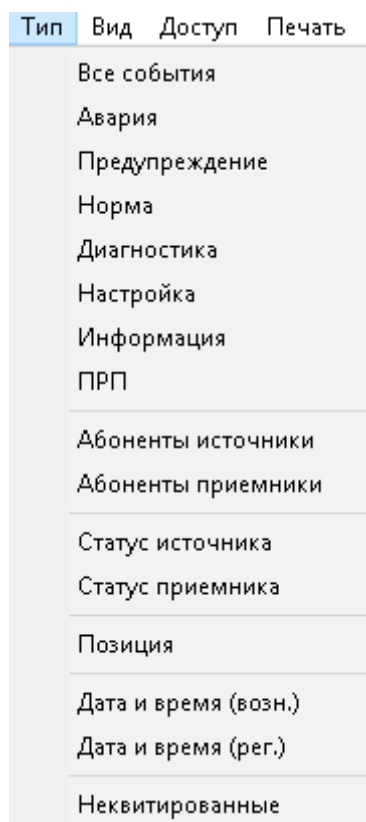 Тип Вид Доступ Печать
Все события
Авария
Предупреждение
Норма
Диагностика
Настройка
Информация
ПРП
Абоненты источники
Абоненты приемники
Статус источника
Статус приемника
Позиция
Дата и время (возн.)
Дата и время (рег.)
Неквитированные